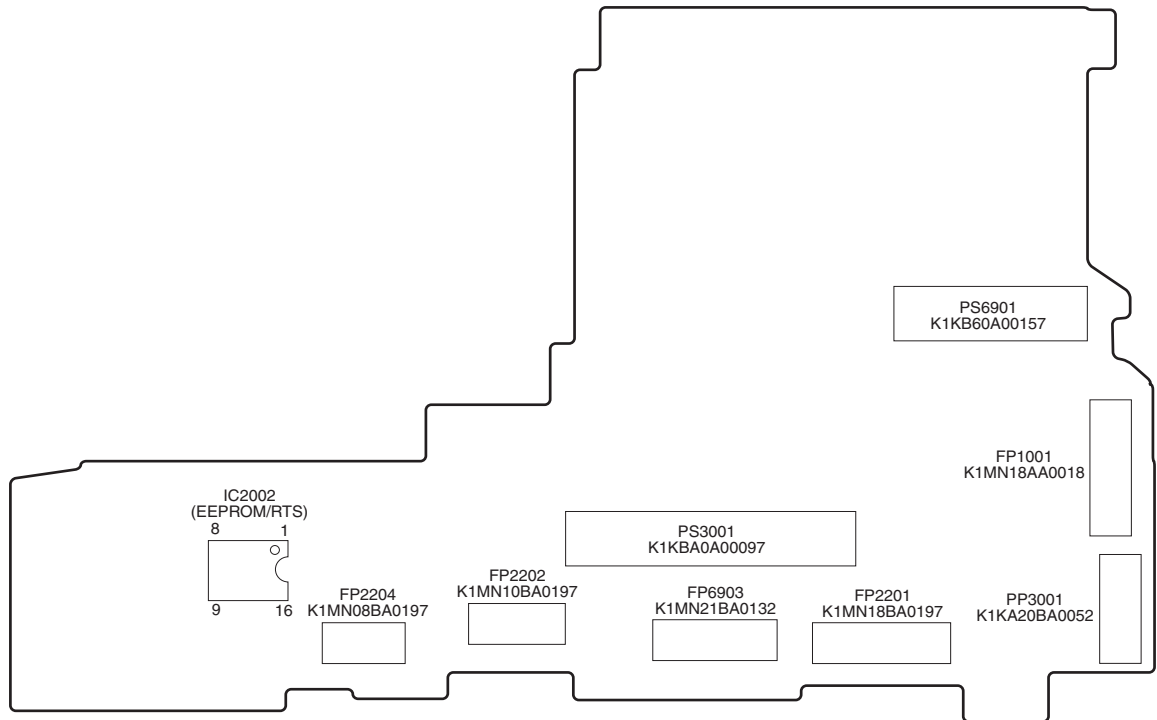 PS6901
K1KB60A00157
FP1001
K1MN18AA0018
IC2002
(EEPROM/RTS)
8 1
9 16
PS3001
K1KBA0A00097
FP2204
K1MN08BA0197
FP2202
K1MN10BA0197
FP6903
K1MN21BA0132
FP2201
K1MN18BA0197
PP3001
K1KA20BA0052